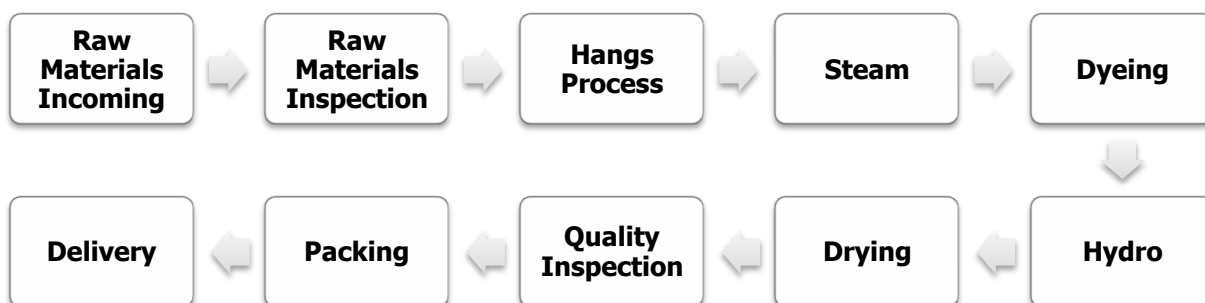 Raw
Materials
Incoming
Raw
Materials
Inspection
Hangs
Process
Steam
Dyeing
Hydro
Drying
Quality
Inspection
Packing
Delivery